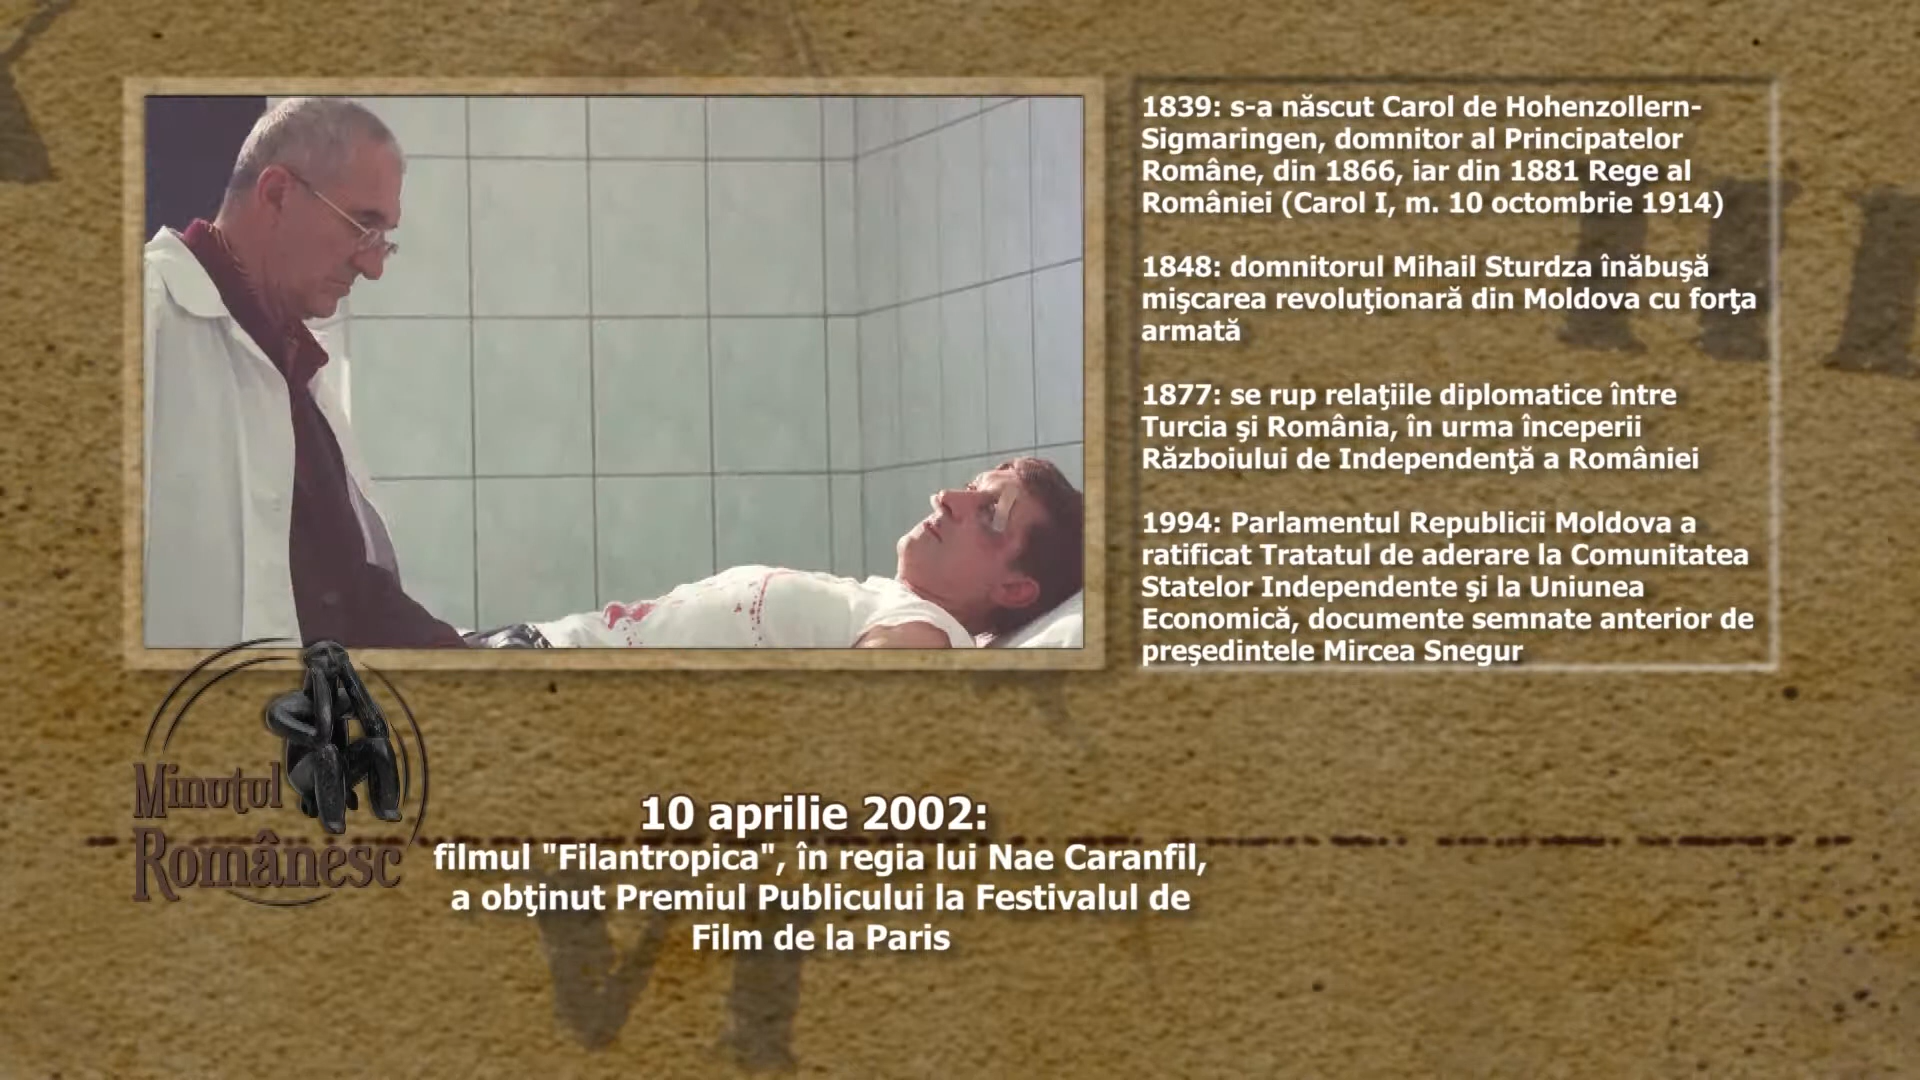 1839: s-a născut Carol de Hohenzollern-
Sigmaringen, domnitor al Principatelor
Române, din 1866, iar din 1881 Rege al
României (Carol I, m. 10 octombrie 1914)
1848: domnitorul Mihail Sturdza înăbuşă
mişcarea revoluţionară din Moldova cu forţa
armată
1877: se rup relaţiile diplomatice între
Turcia şi România, în urma începerii
Războiului de Independenţă a României
1994: Parlamentul Republicii Moldova a
ratificat Tratatul de aderare la Comunitatea
Statelor Independente şi la Uniunea
Economică, documente semnate anterior de
preşedintele Mircea Snegur
Minutul
Românesc
10 aprilie 2002:
filmul "Filantropica", în regia lui Nae Caranfil,
a obţinut Premiul Publicului la Festivalul de
Film de la Paris